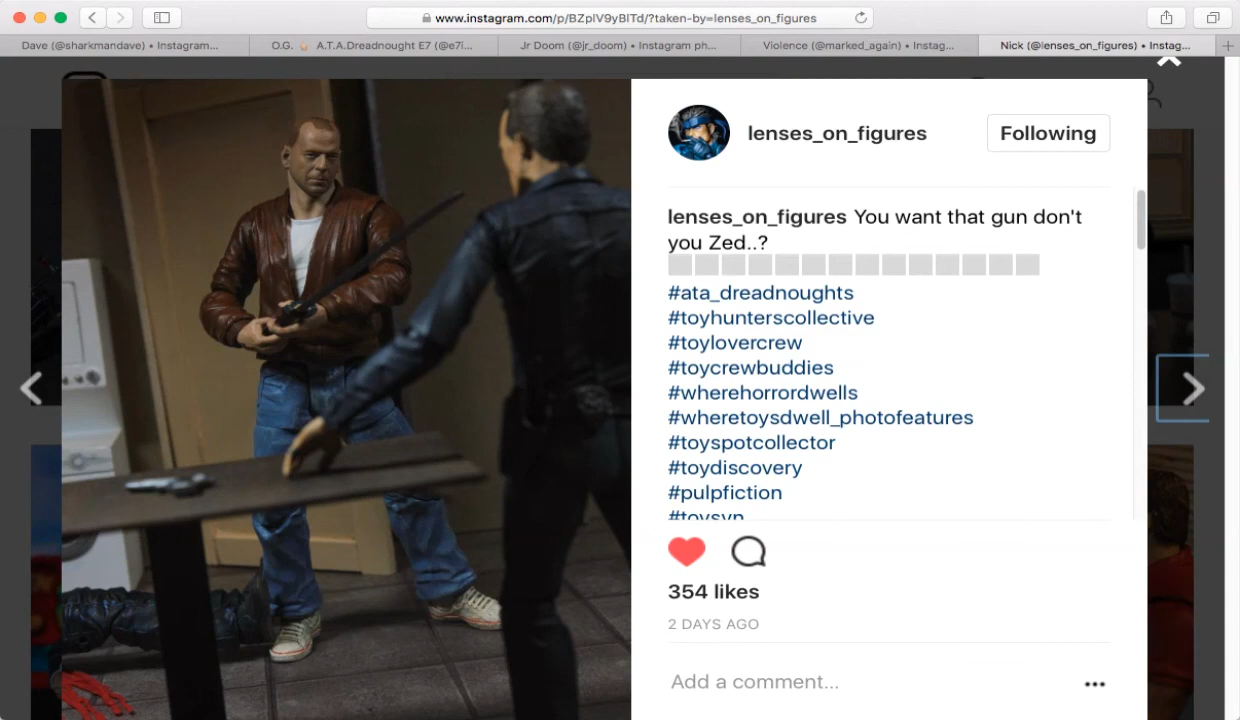 www.instagram.com/p/BZplV9yBlTd/?taken-by=lenses_on_figures
Dave (@sharkmandave) • Instagram...
O.G. A.T.A.Dreadnought E7 (@e7i...
Jr Doom (@jr_doom) • Instagram ph...
Violence (@marked_again) • Instag...
Nick (@lenses_on_figures) • Instag...
lenses_on_figures
Following
lenses_on_figures You want that gun don't
you Zed..?
#ata_dreadnoughts
#toyhunterscollective
#toylovercrew
#toycrewbuddies
#wherehorrordwells
#wheretoysdwell_photofeatures
#toyspotcollector
#toydiscovery
#pulpfiction
#toysyn
354 likes
2 DAYS AGO
Add a comment...